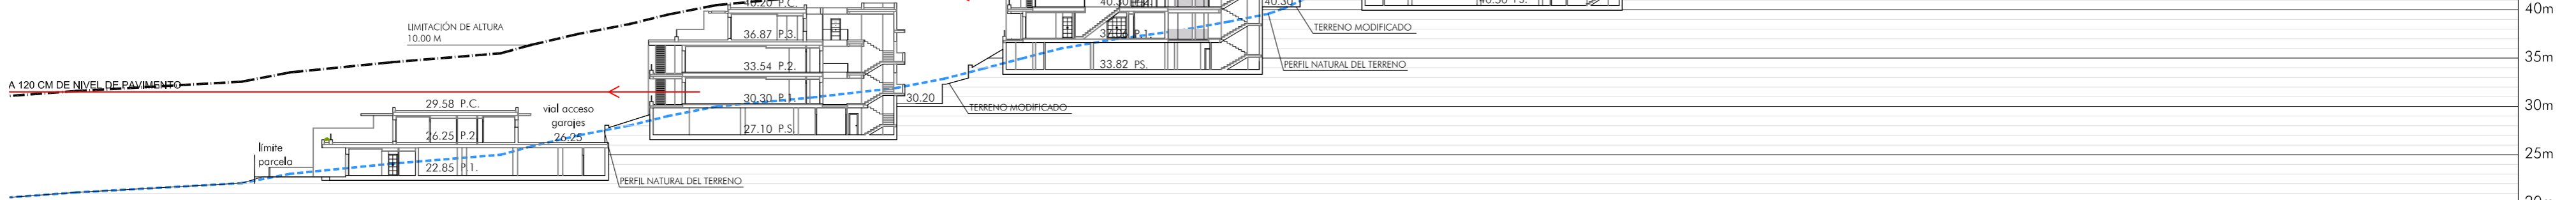 40.20 P.C.
40.30
40m
LIMITACIÓN DE ALTURA
10.00 M
TERRENO MODIFICADO
36.87 P.3.
35m
33.54 P.2.
33.82 PS.
PERFIL NATURAL DEL TERRENO
A 120 CM DE NIVEL DE PAVIMENTO
30.30 P.1.
30.20
TERRENO MODIFICADO
30m
29.58 P.C.
vial acceso
garajes
26.25
26.25 P.2.
27.10 P.S.
límite
parcela
25m
22.85 P.1.
PERFIL NATURAL DEL TERRENO